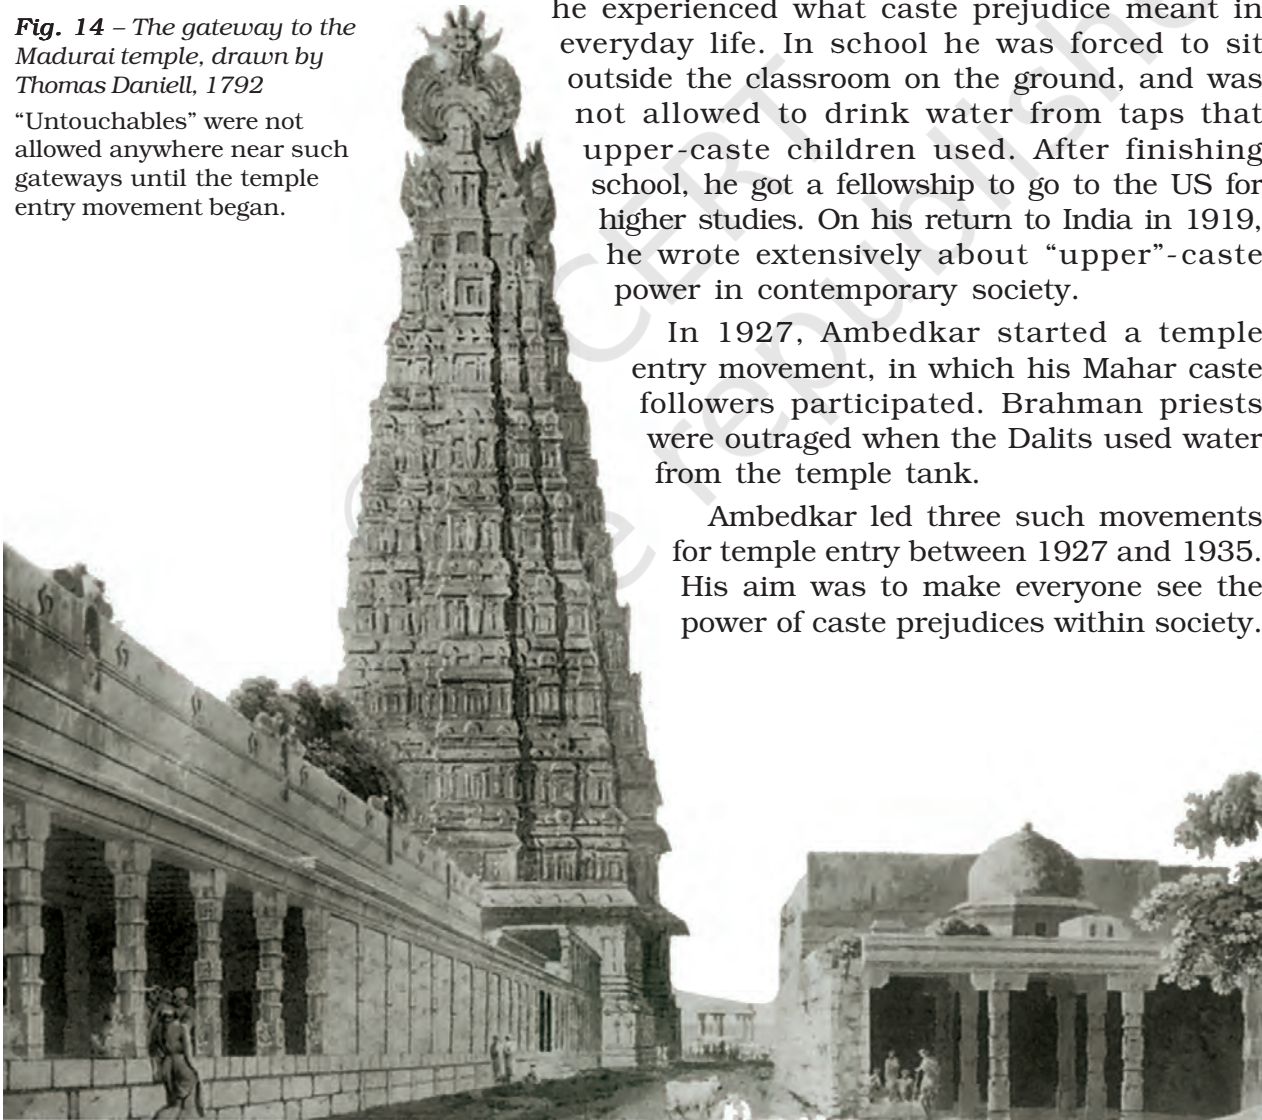 Fig. 14 – The gateway to the
Madurai temple, drawn by
Thomas Daniell, 1792
“Untouchables” were not
allowed anywhere near such
gateways until the temple
entry movement began.
he experienced what caste prejudice meant in
everyday life. In school he was forced to sit
outside the classroom on the ground, and was
not allowed to drink water from taps that
upper-caste children used. After finishing
school, he got a fellowship to go to the US for
higher studies. On his return to India in 1919,
he wrote extensively about “upper”-caste
power in contemporary society.
In 1927, Ambedkar started a temple
entry movement, in which his Mahar caste
followers participated. Brahman priests
were outraged when the Dalits used water
from the temple tank.
Ambedkar led three such movements
for temple entry between 1927 and 1935.
His aim was to make everyone see the
power of caste prejudices within society.